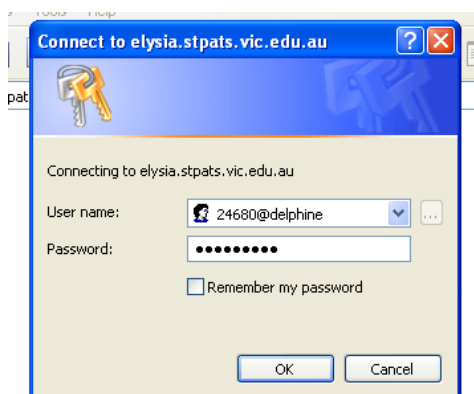 Tools Help
Connect to elysia.stpats.vic.edu.au
pat
Connecting to elysia.stpats.vic.edu.au
User name: 24680@delphine
Password: •••••••••
Remember my password
OK Cancel